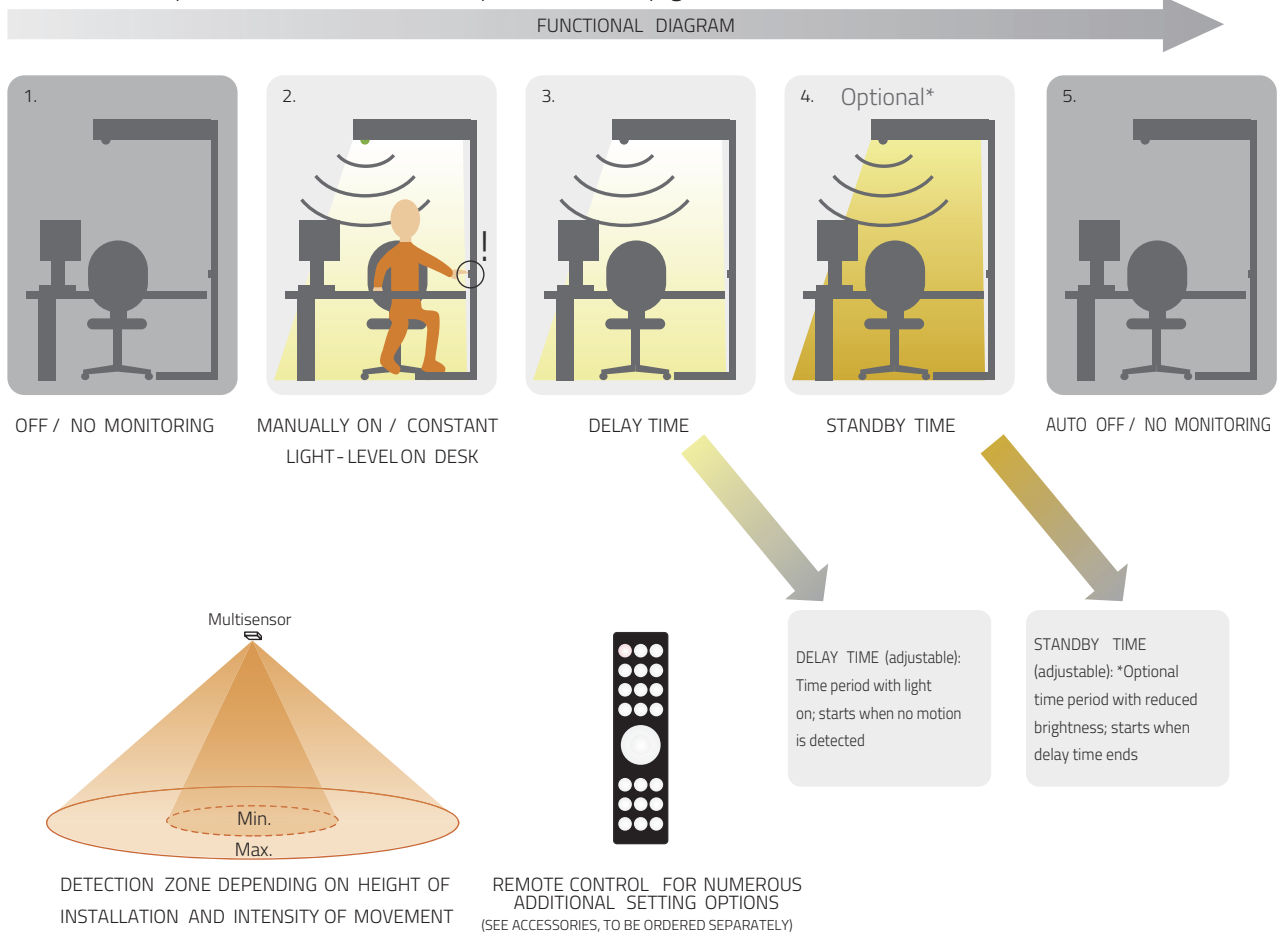 FUNCTIONAL DIAGRAM
1.
2.
3.
4. Optional*
5.
!
OFF / NO MONITORING
MANUALLY ON / CONSTANT
LIGHT-LEVEL ON DESK
DELAY TIME
STANDBY TIME
AUTO OFF / NO MONITORING
DELAY TIME (adjustable):
Time period with light
on; starts when no motion
is detected
STANDBY TIME
(adjustable): *Optional
time period with reduced
brightness; starts when
delay time ends
Multisensor
Min.
Max.
DETECTION ZONE DEPENDING ON HEIGHT OF
INSTALLATION AND INTENSITY OF MOVEMENT
REMOTE CONTROL FOR NUMEROUS
ADDITIONAL SETTING OPTIONS
(SEE ACCESSORIES, TO BE ORDERED SEPARATELY)